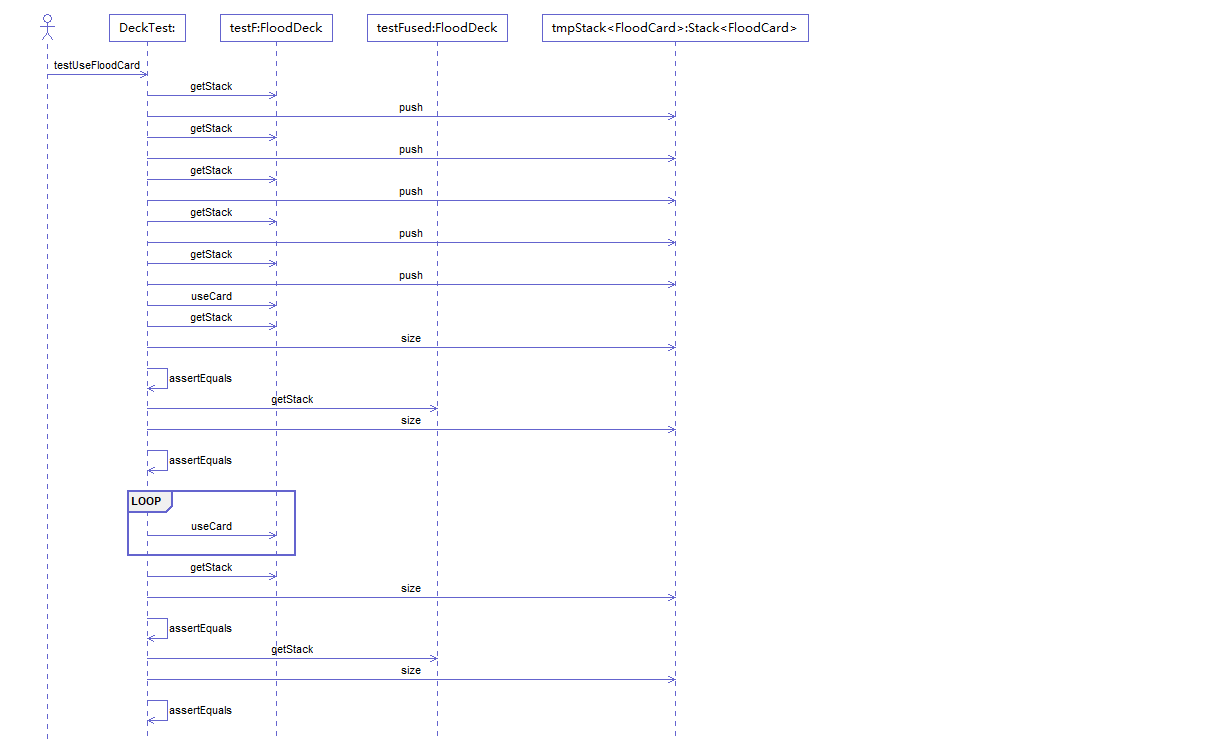 DeckTest:
testF:FloodDeck
testFused:FloodDeck
tmpStack<FloodCard>:Stack<FloodCard>
testUseFloodCard
getStack
push
getStack
push
getStack
push
getStack
push
getStack
push
useCard
getStack
size
assertEquals
getStack
size
assertEquals
LOOP
useCard
getStack
size
assertEquals
getStack
size
assertEquals